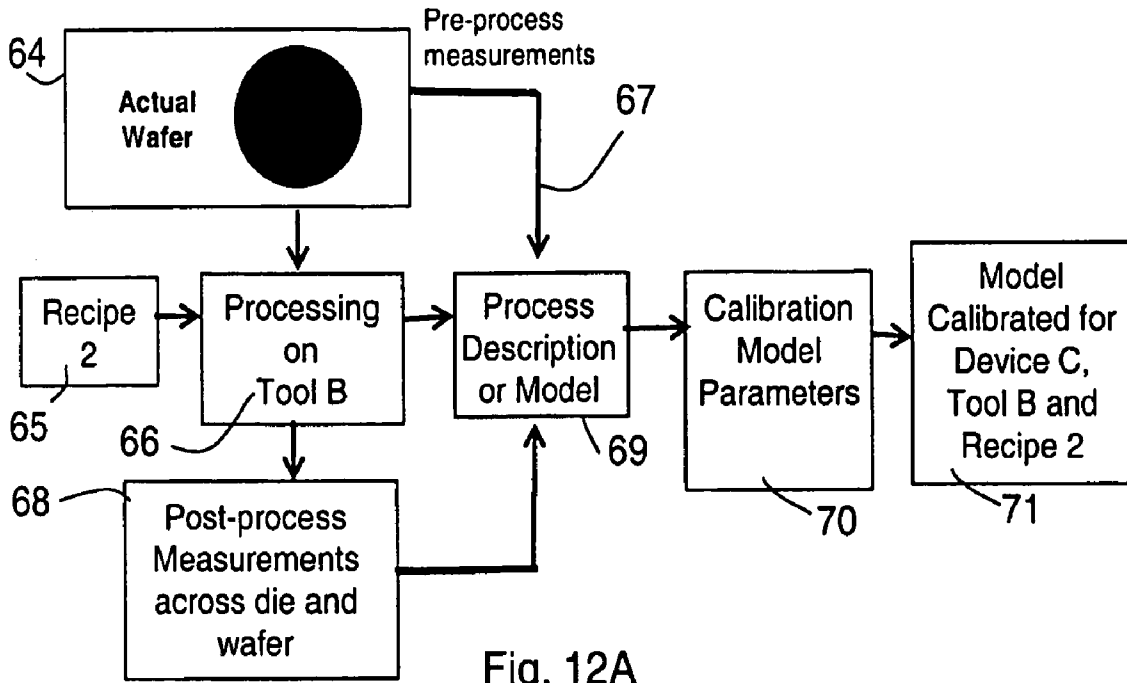 64
Actual
Wafer
Pre-process
measurements
67
Recipe
2
65
Processing
on
Tool B
66
Process
Description
or Model
69
Calibration
Model
Parameters
70
Model
Calibrated for
Device C,
Tool B and
Recipe 2
71
68
Post-process
Measurements
across die and
wafer
Fig. 12A